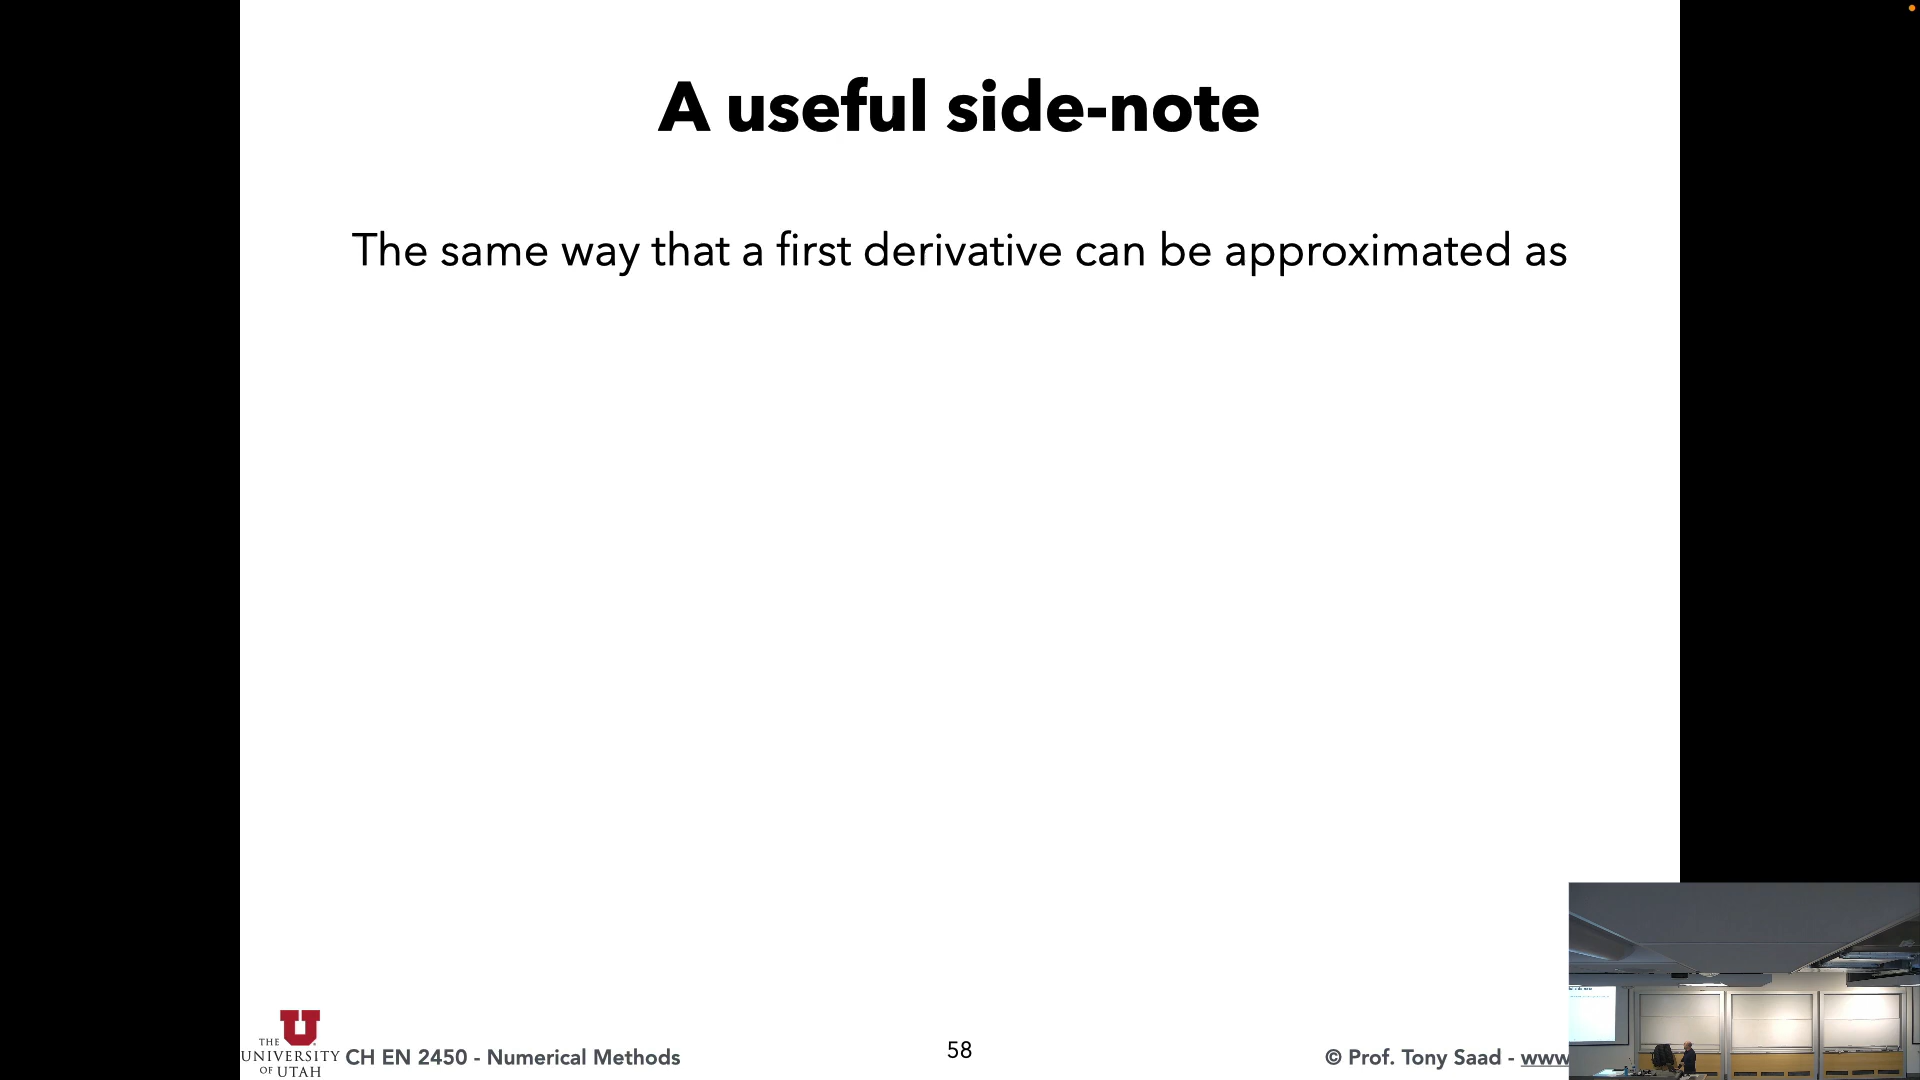 A useful side-note
The same way that a first derivative can be approximated as
THE
UNIVERSITY
OF UTAH
CH EN 2450 - Numerical Methods
58
© Prof. Tony Saad - www